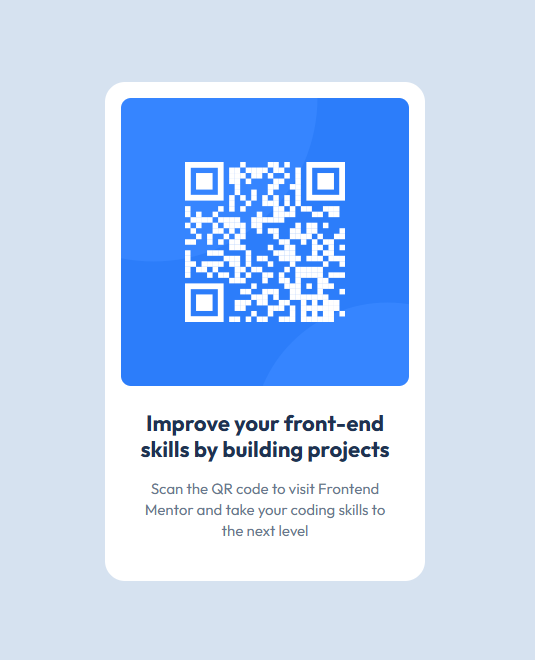 Improve your front-end
skills by building projects
Scan the QR code to visit Frontend
Mentor and take your coding skills to
the next level